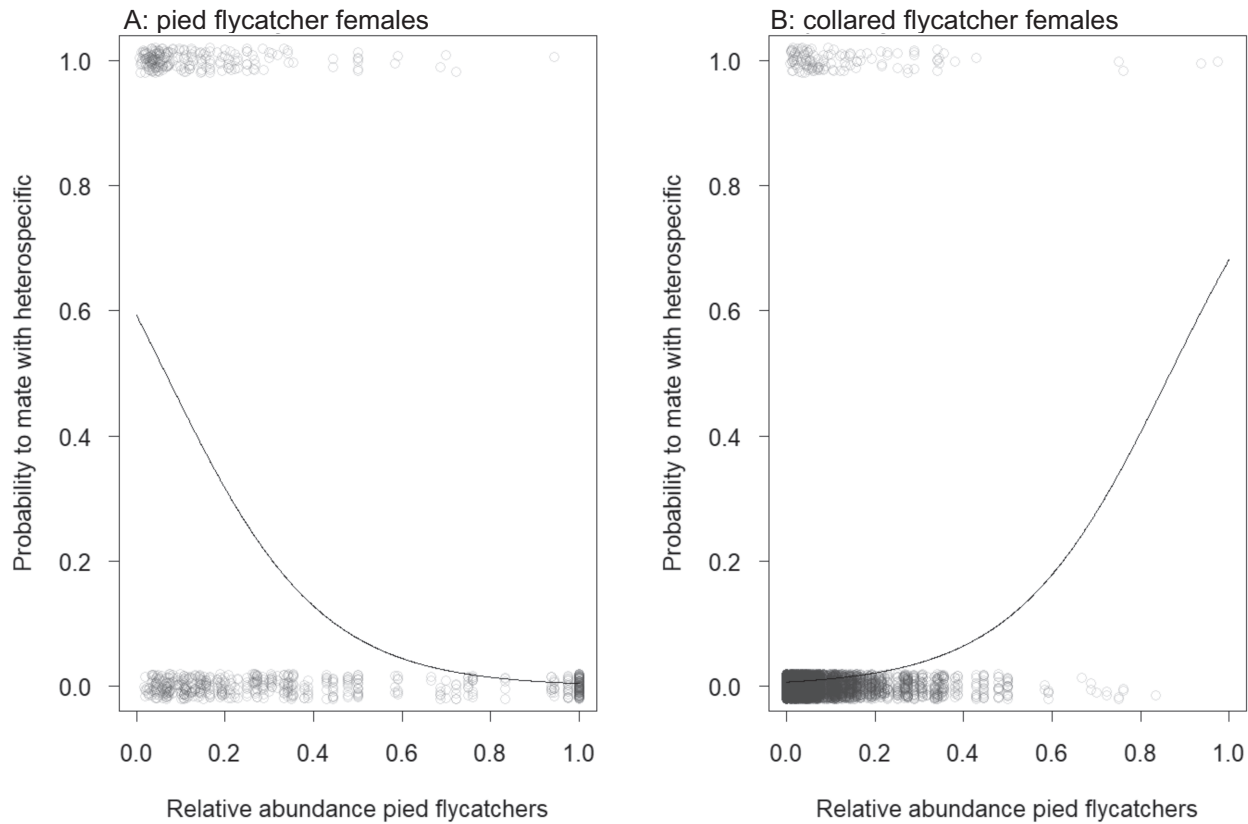 A: pied flycatcher females
1.0
0.8
0.6
0.4
0.2
0.0
Probability to mate with heterospecific
0.0 0.2 0.4 0.6 0.8 1.0
Relative abundance pied flycatchers
B: collared flycatcher females
1.0
0.8
0.6
0.4
0.2
0.0
Probability to mate with heterospecific
0.0 0.2 0.4 0.6 0.8 1.0
Relative abundance pied flycatchers